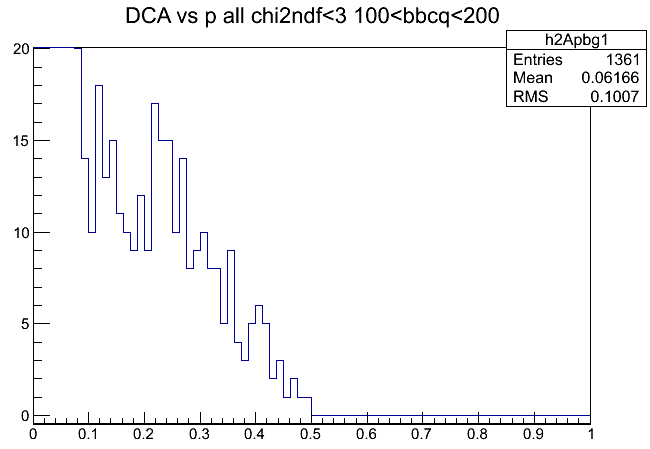 DCA vs p all chi2ndf<3 100<bbcq<200
h2Apbg1
Entries 1361
Mean 0.06166
RMS 0.1007
20
15
10
5
0
0 0.1 0.2 0.3 0.4 0.5 0.6 0.7 0.8 0.9 1